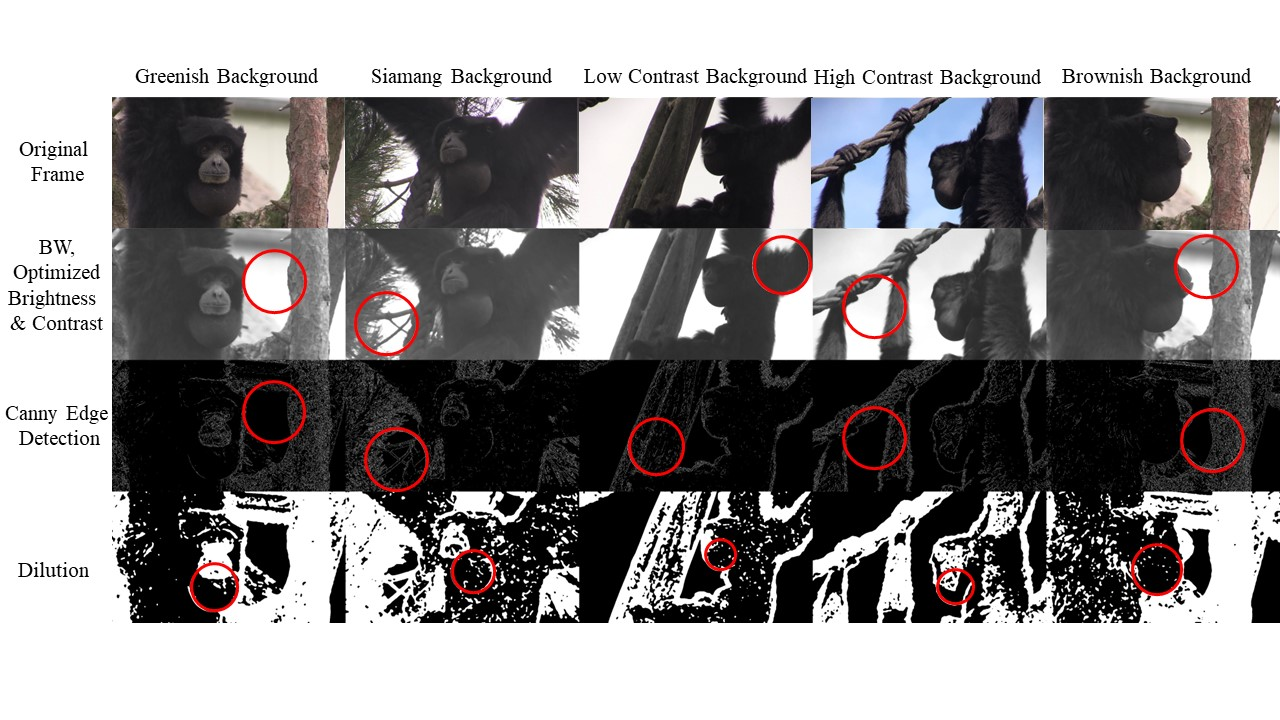 Greenish Background
Siamang Background
Low Contrast Background
High Contrast Background
Brownish Background
Original
Frame
BW,
Optimized
Brightness
& Contrast
Canny Edge
Detection
Dilution